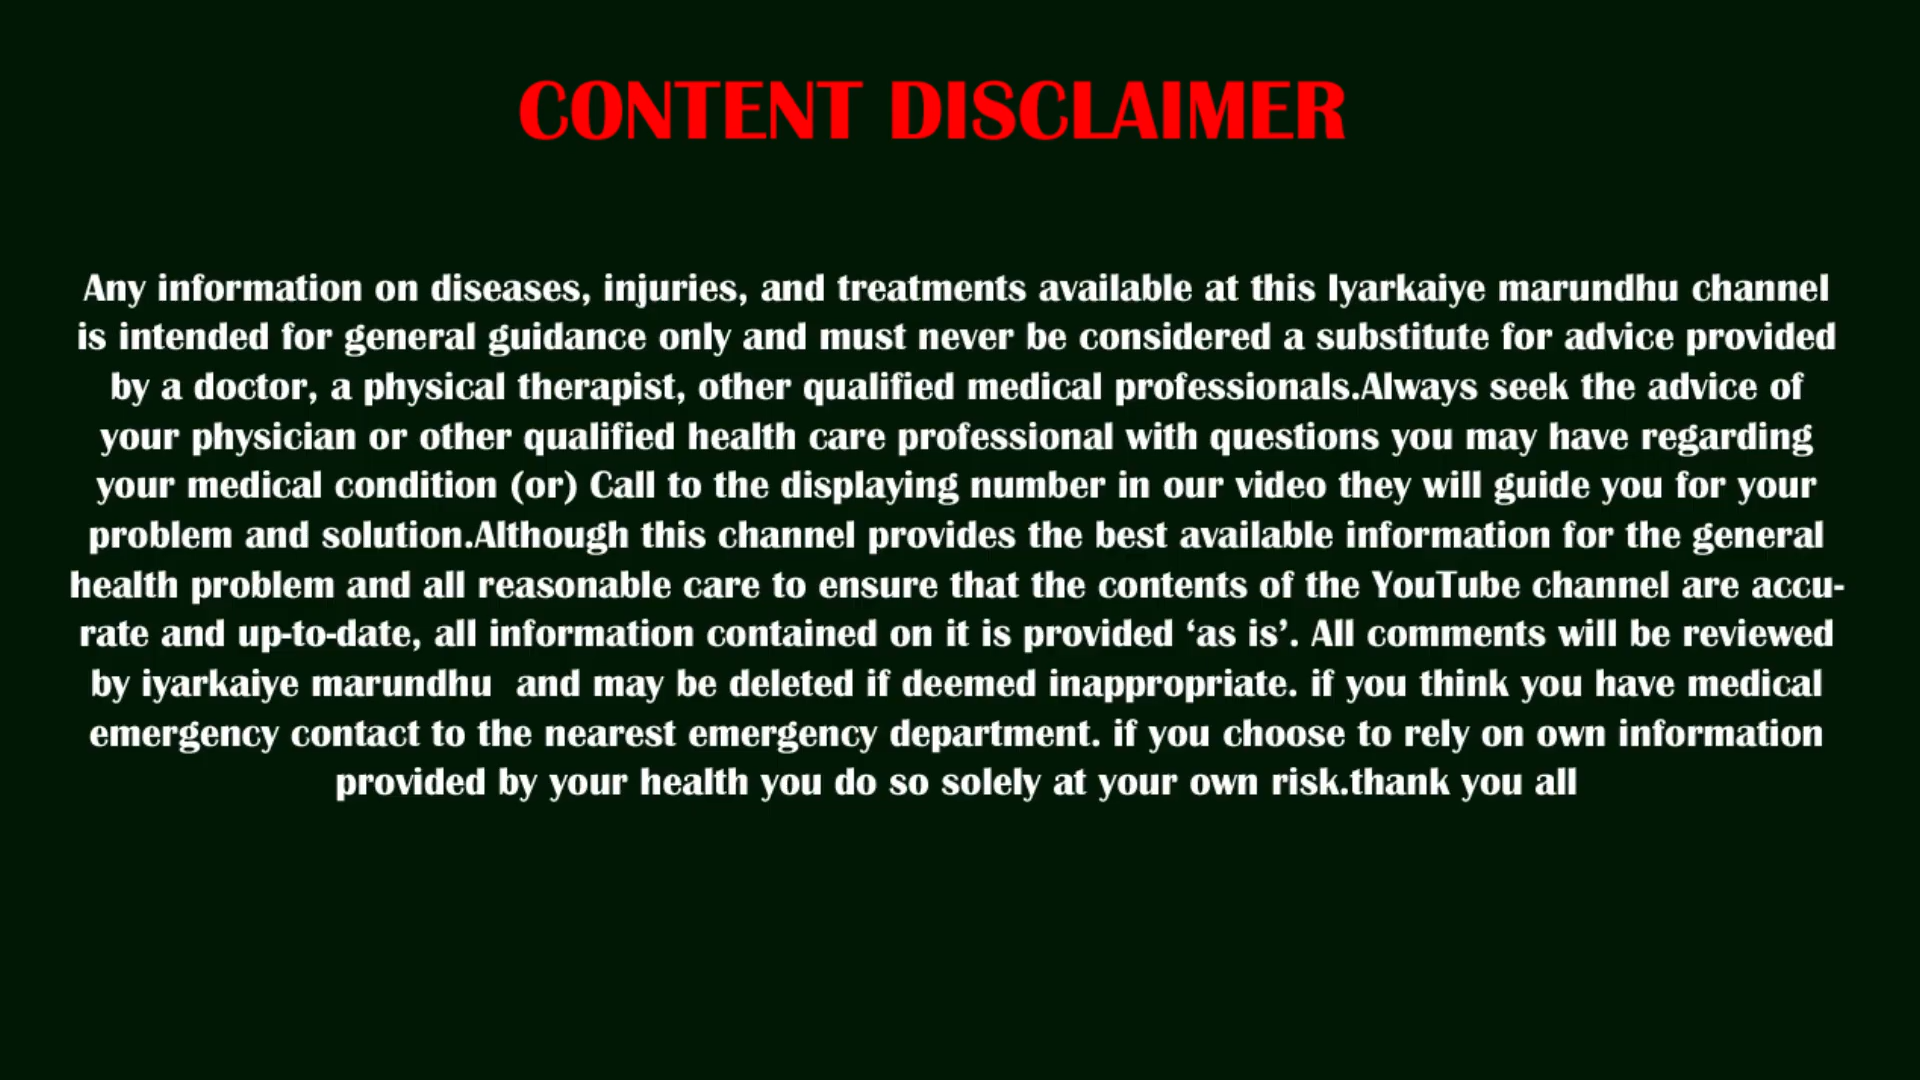 CONTENT DISCLAIMER
Any information on diseases, injuries, and treatments available at this Iyarkaiye marundhu channel
is intended for general guidance only and must never be considered a substitute for advice provided
by a doctor, a physical therapist, other qualified medical professionals.Always seek the advice of
your physician or other qualified health care professional with questions you may have regarding
your medical condition (or) Call to the displaying number in our video they will guide you for your
problem and solution.Although this channel provides the best available information for the general
health problem and all reasonable care to ensure that the contents of the YouTube channel are accu-
rate and up-to-date, all information contained on it is provided ‘as is’. All comments will be reviewed
by iyarkaiye marundhu  and may be deleted if deemed inappropriate. if you think you have medical
emergency contact to the nearest emergency department. if you choose to rely on own information
provided by your health you do so solely at your own risk.thank you all